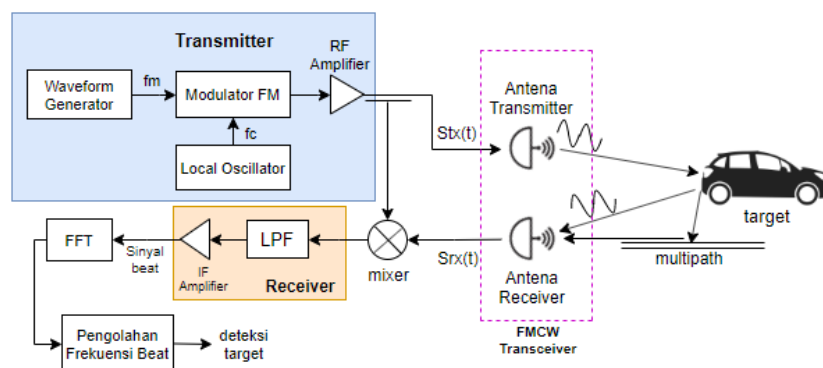 Transmitter
RF
Amplifier
Waveform
Generator
fm
Modulator FM
fc
Local Oscillator
Stx(t)
Antena
Transmitter
target
multipath
FFT
Sinyal
beat
IF
Amplifier
LPF
Receiver
mixer
Srx(t)
Antena
Receiver
FMCW
Transceiver
Pengolahan
Frekuensi Beat
deteksi
target